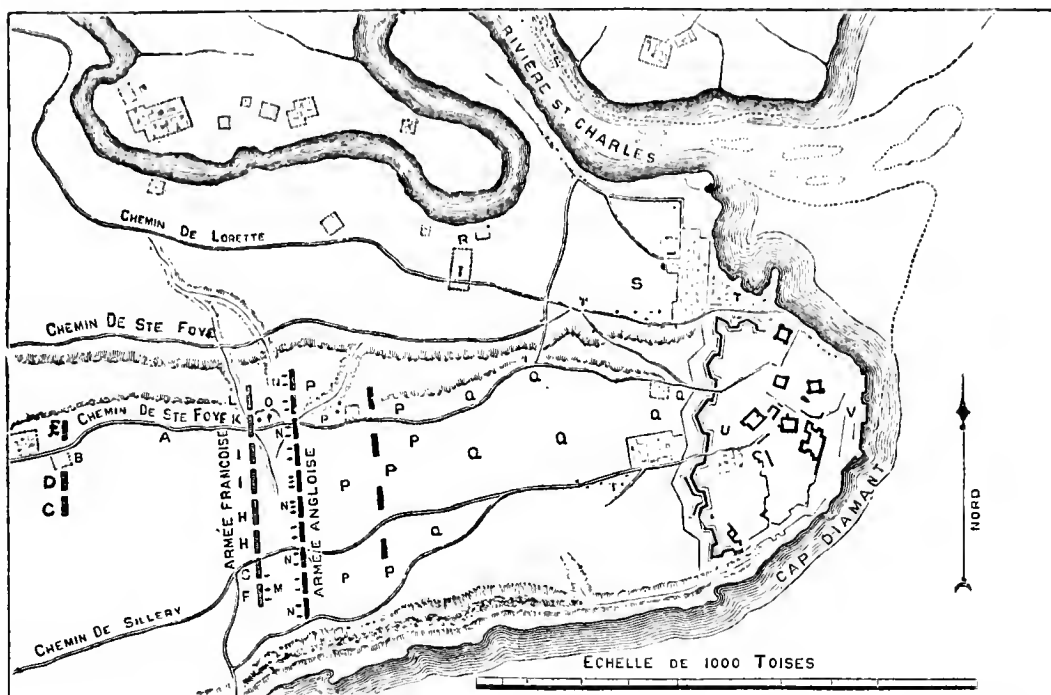 RIVIÈRE ST CHARLES
CHEMIN DE LORETTE
R
T
S
T
T
CHEMIN DE STE FOYE
CHEMIN DE STE FOYE
E
A
B
D
C
ARMÉE FRANCOISE
L
K
I
I
H
H
G
F
O
N
N
N
M
N
ARMÉE ANGLOISE
P
P
P
P
P
P
P
P
Q
Q
Q
Q
Q
Q
Q
U
V
CHEMIN DE SILLERY
CAP DIAMANT
NORD
ECHELLE DE 1000 TOISES